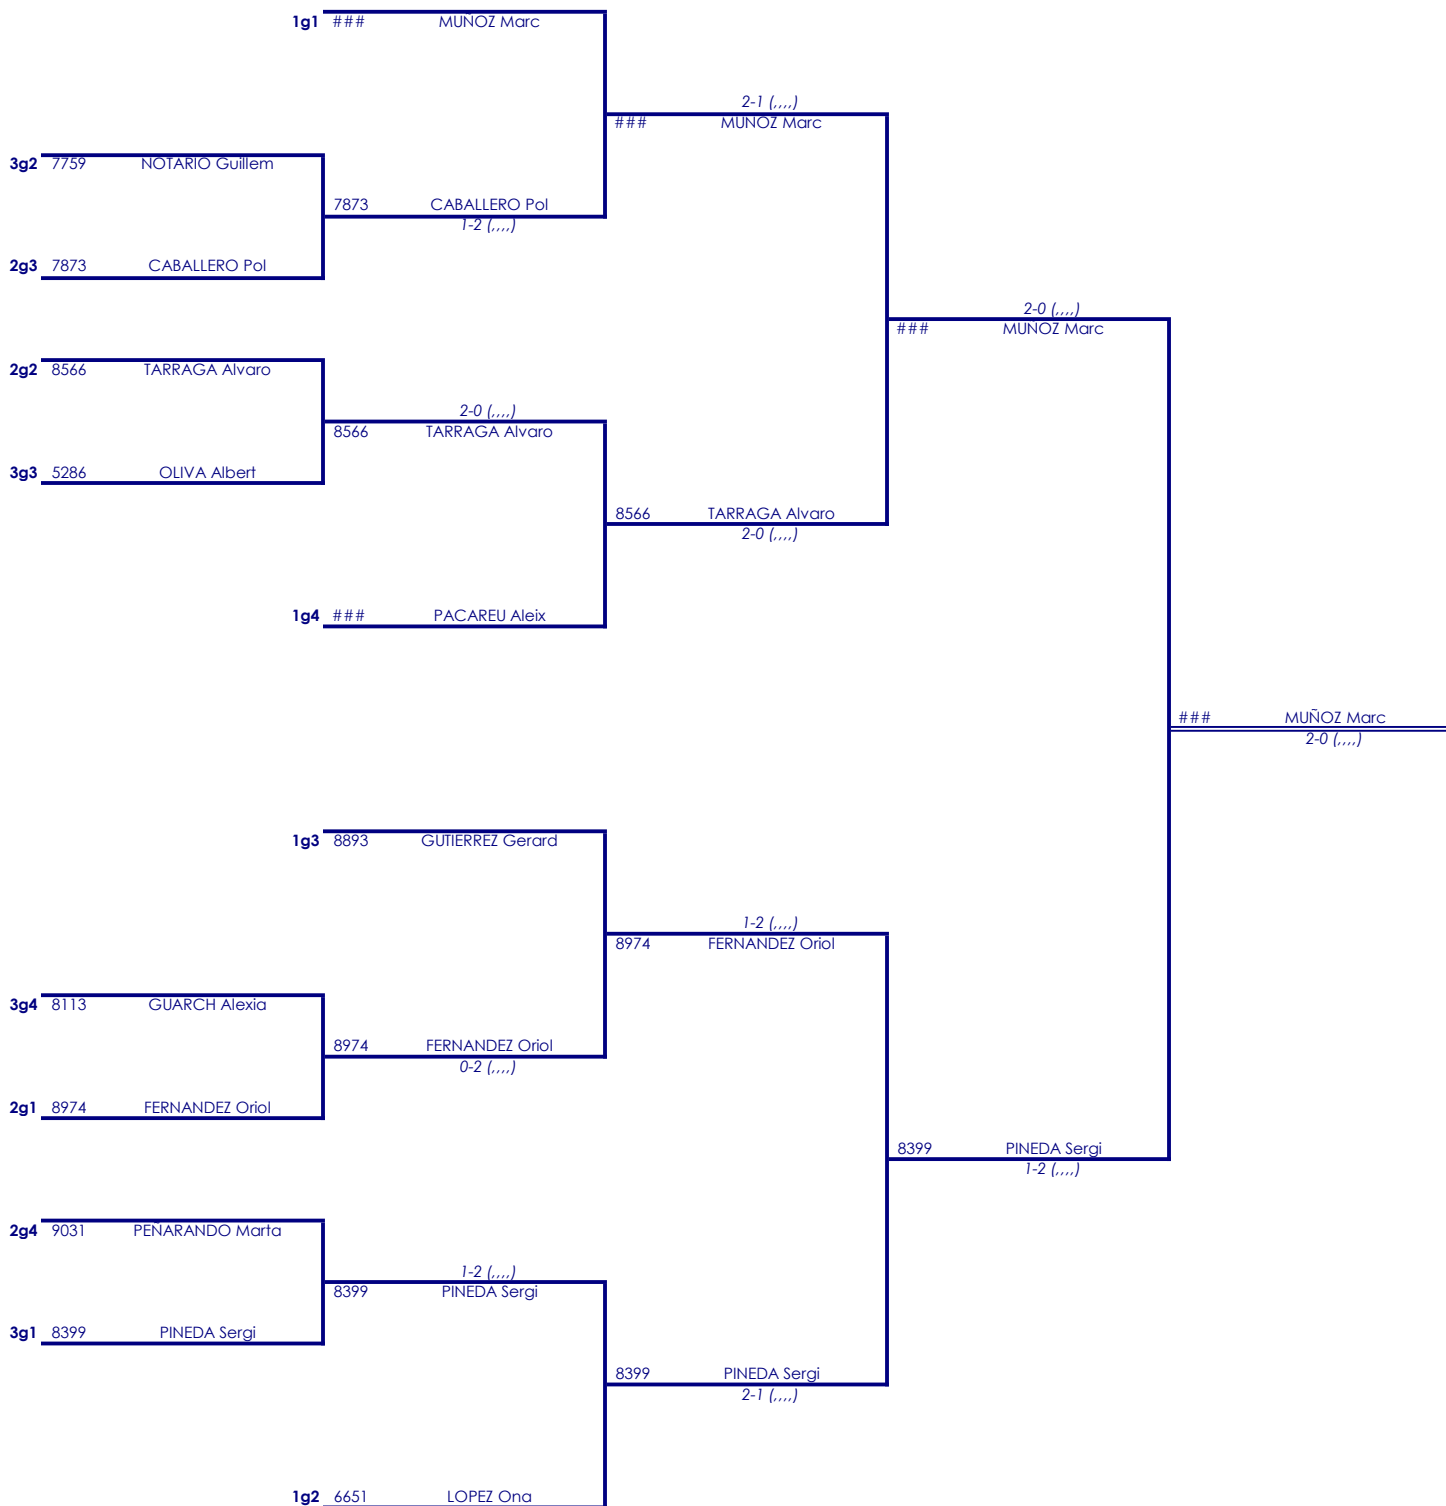 1g1 ### MUÑOZ Marc
2-1 (,,,,)
### MUÑOZ Marc
3g2 7759 NOTARIO Guillem
7873 CABALLERO Pol
1-2 (,,,,)
2g3 7873 CABALLERO Pol
2-0 (,,,,)
### MUÑOZ Marc
2g2 8566 TARRAGA Alvaro
2-0 (,,,,)
8566 TARRAGA Alvaro
3g3 5286 OLIVA Albert
8566 TARRAGA Alvaro
2-0 (,,,,)
1g4 ### PACAREU Aleix
### MUÑOZ Marc
2-0 (,,,,)
1g3 8893 GUTIERREZ Gerard
1-2 (,,,,)
8974 FERNANDEZ Oriol
3g4 8113 GUARCH Alexia
8974 FERNANDEZ Oriol
0-2 (,,,,)
2g1 8974 FERNANDEZ Oriol
8399 PINEDA Sergi
1-2 (,,,,)
2g4 9031 PEÑARANDO Marta
1-2 (,,,,)
8399 PINEDA Sergi
3g1 8399 PINEDA Sergi
8399 PINEDA Sergi
2-1 (,,,,)
1g2 6651 LOPEZ Ona